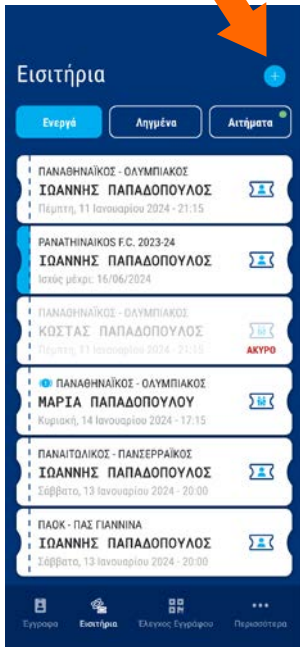 Εισιτήρια
Ενεργά
Ληγμένα
Αιτήματα
ΠΑΝΑΘΗΝΑΪΚΟΣ - ΟΛΥΜΠΙΑΚΟΣ
ΙΩΑΝΝΗΣ ΠΑΠΑΔΟΠΟΥΛΟΣ
Πέμπτη, 11 Ιανουαρίου 2024 - 21:15
PANATHINAIKOS F.C. 2023-24
ΙΩΑΝΝΗΣ ΠΑΠΑΔΟΠΟΥΛΟΣ
Ισχύς μέχρι: 16/06/2024
ΠΑΝΑΘΗΝΑΪΚΟΣ - ΟΛΥΜΠΙΑΚΟΣ
ΚΩΣΤΑΣ ΠΑΠΑΔΟΠΟΥΛΟΣ
Πέμπτη, 11 Ιανουαρίου 2024 - 21:15
ΑΚΥΡΟ
ΠΑΝΑΘΗΝΑΪΚΟΣ - ΟΛΥΜΠΙΑΚΟΣ
ΜΑΡΙΑ ΠΑΠΑΔΟΠΟΥΛΟΥ
Κυριακή, 14 Ιανουαρίου 2024 - 17:15
ΠΑΝΑΙΤΩΛΙΚΟΣ - ΠΑΝΣΕΡΡΑΪΚΟΣ
ΙΩΑΝΝΗΣ ΠΑΠΑΔΟΠΟΥΛΟΣ
Σάββατο, 13 Ιανουαρίου 2024 - 20:00
ΠΑΟΚ - ΠΑΣ ΓΙΑΝΝΙΝΑ
ΙΩΑΝΝΗΣ ΠΑΠΑΔΟΠΟΥΛΟΣ
Σάββατο, 13 Ιανουαρίου 2024 - 20:00
Έγγραφα
Εισιτήρια
Έλεγχος Εγγράφου
Περισσότερα